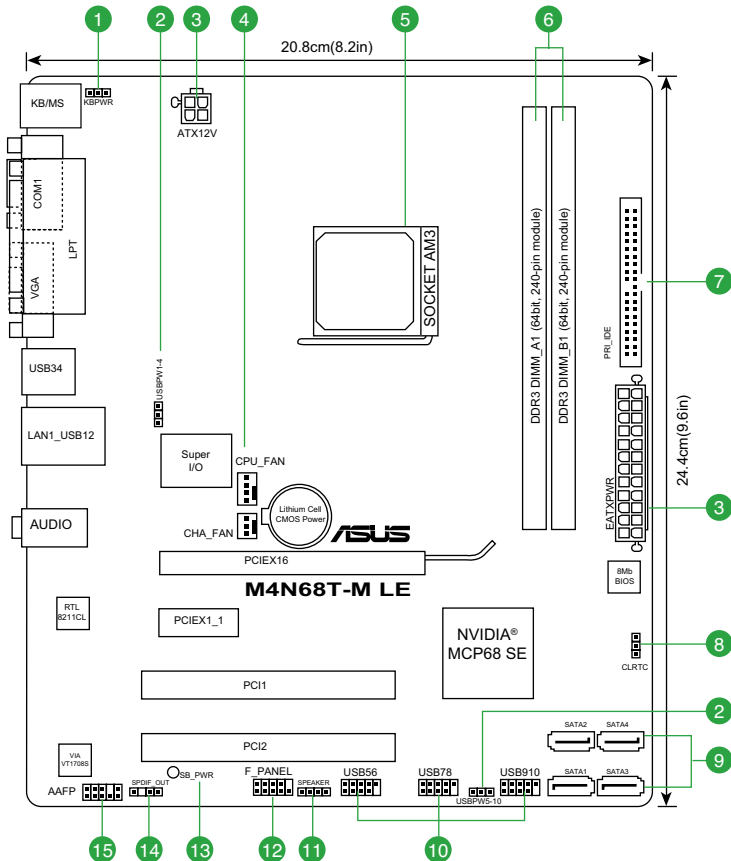 1
2
3
4
5
6
20.8cm(8.2in)
KB/MS
KBPWR
ATX12V
COM1
LPT
VGA
SOCKET AM3
DDR3 DIMM_A1 (64bit, 240-pin module)
DDR3 DIMM_B1 (64bit, 240-pin module)
7
PRI_IDE
USB34
USBPW1-4
24.4cm(9.6in)
LAN1_USB12
Super
I/O
CPU_FAN
EATXPWR
3
Lithium Cell
CMOS Power
AUDIO
CHA_FAN
ASUS
PCIEX16
M4N68T-M LE
8Mb
BIOS
RTL
8211CL
PCIEX1_1
NVIDIA®
MCP68 SE
8
CLRTC
PCI1
2
SATA2
SATA4
PCI2
9
VIA
VT1708S
SB_PWR
AAFP
SPDIF_OUT
F_PANEL
SPEAKER
USB56
USB78
USBPW5-10
USB910
SATA1
SATA3
15
14
13
12
11
10